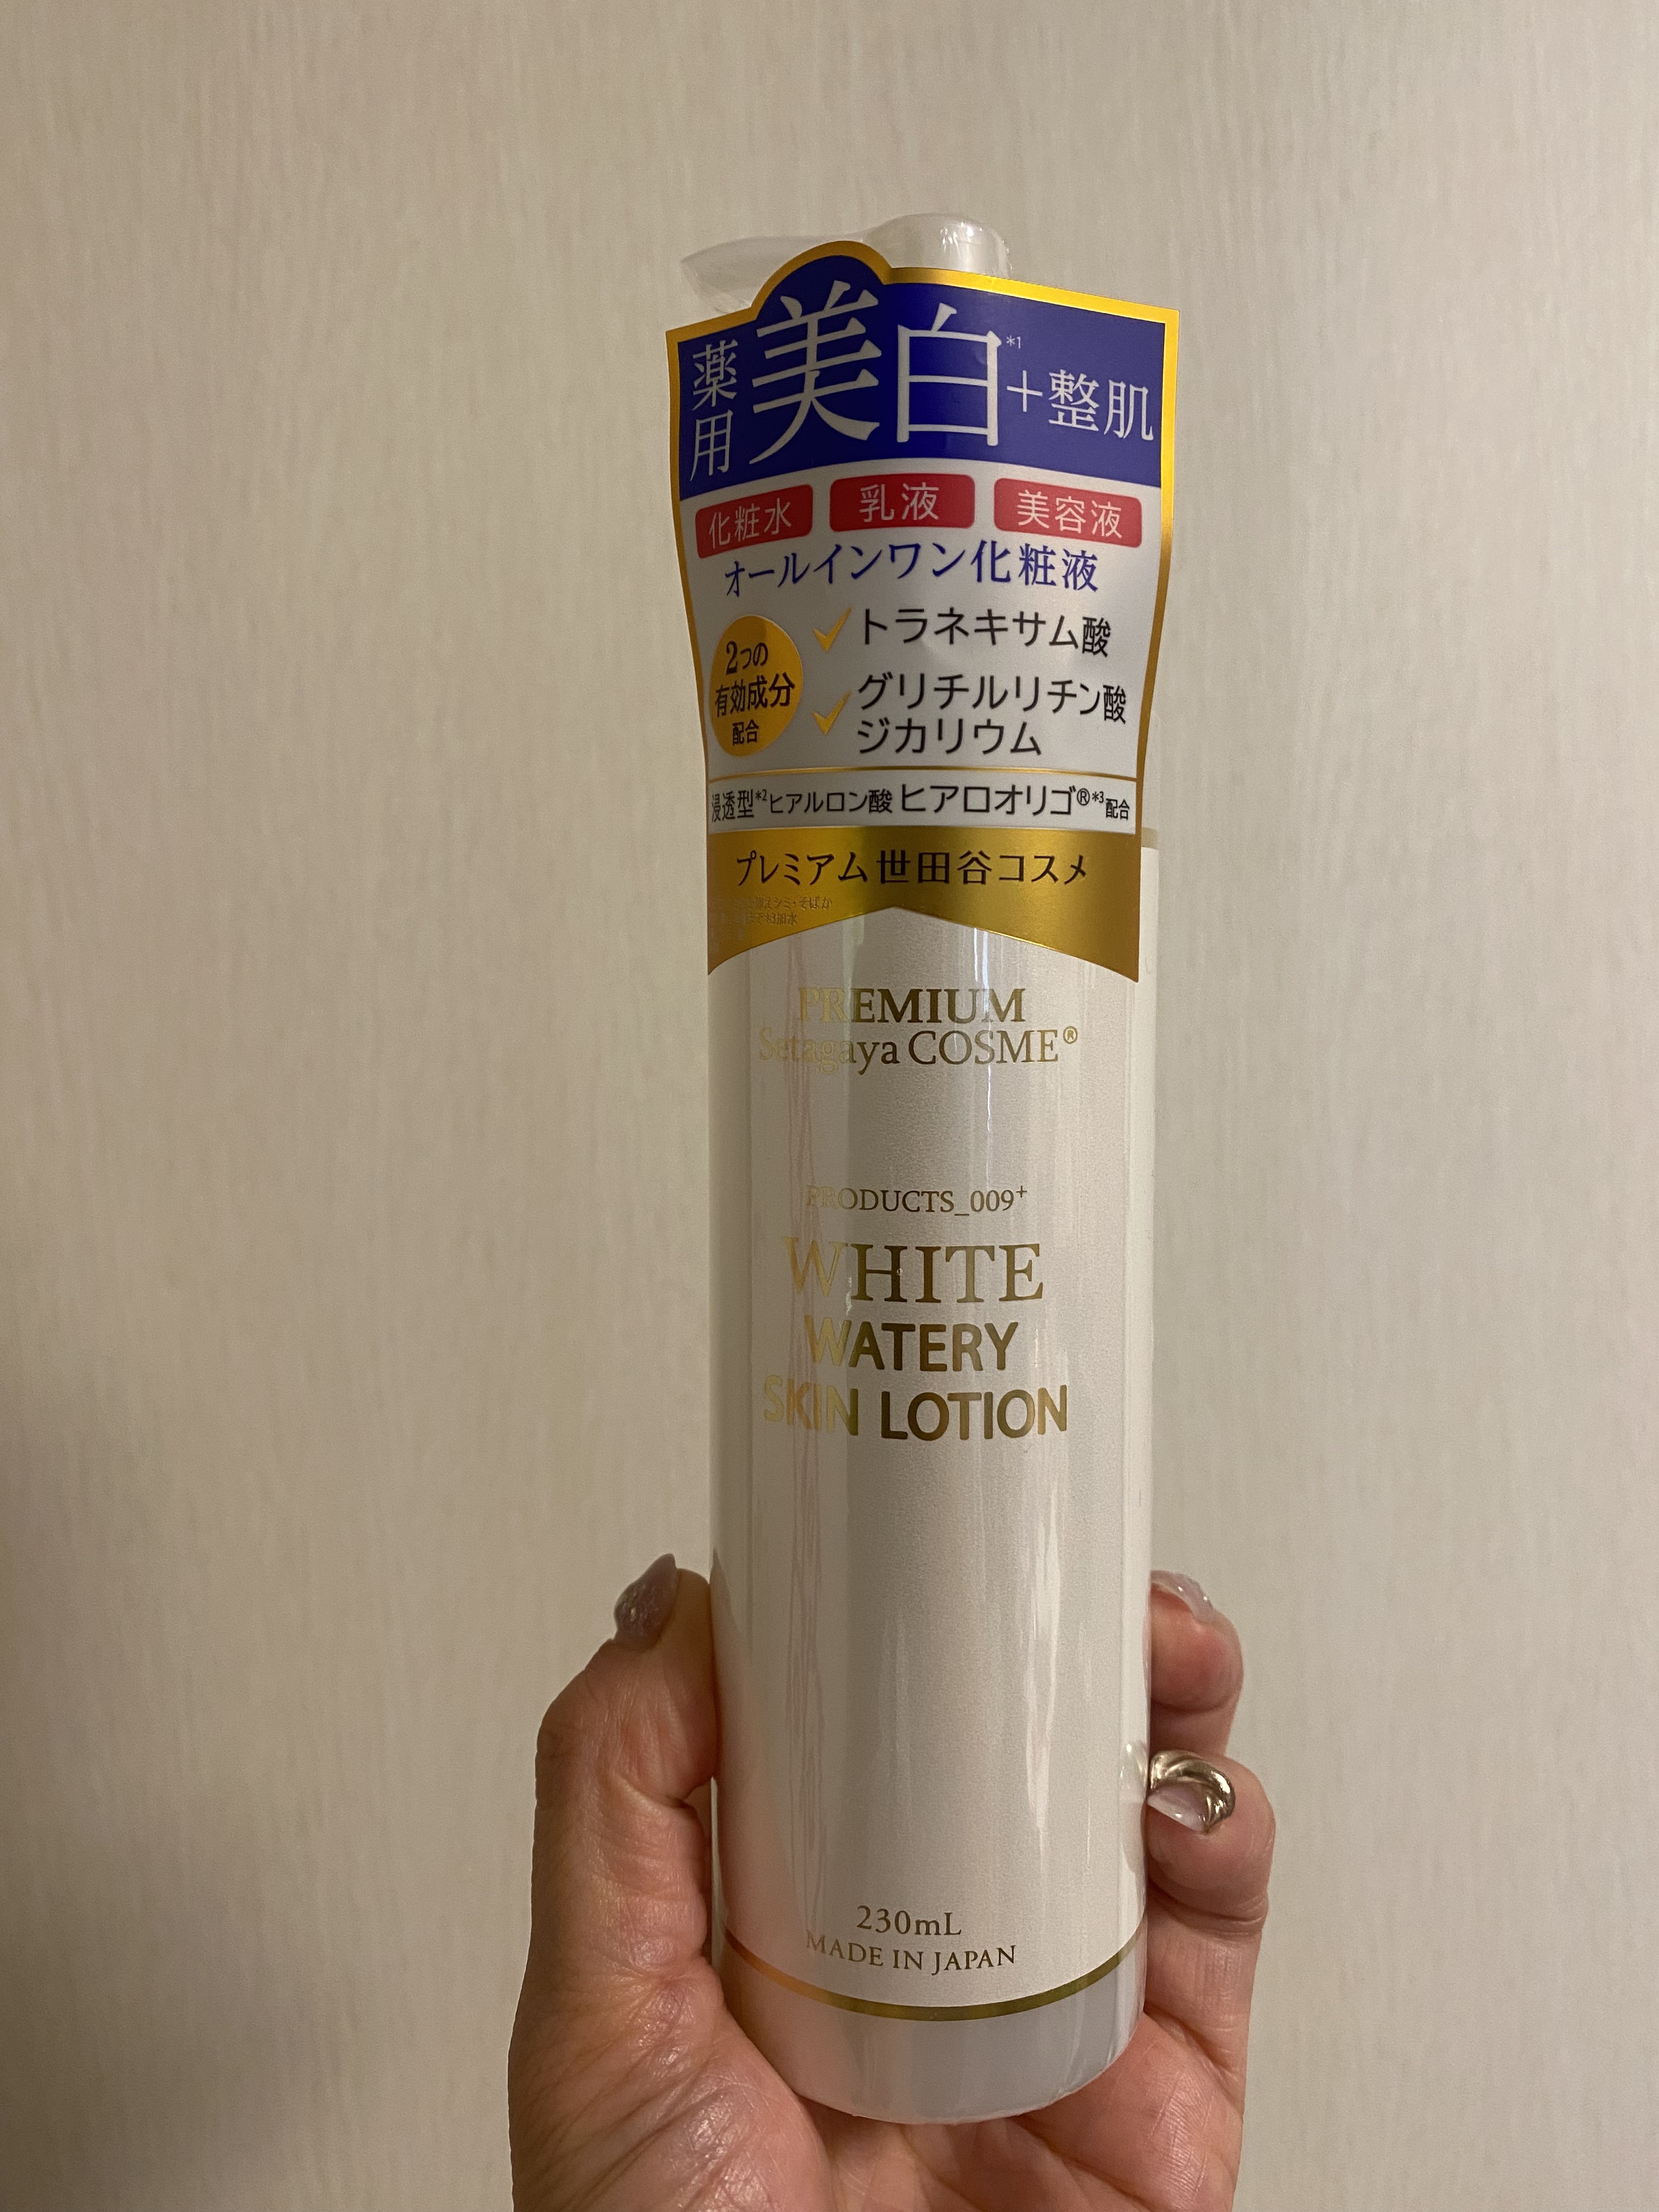 薬用 美白*1+整肌
化粧水 乳液 美容液
オールインワン化粧液
2つの
有効成分
配合
トラネキサム酸
グリチルリチン酸
ジカリウム
浸透型*2ヒアルロン酸 ヒアロオリゴ®*3配合
プレミアム世田谷コスメ
PREMIUM
Setagaya COSME®
PRODUCTS_009+
WHITE
WATERY
SKIN LOTION
230mL
MADE IN JAPAN